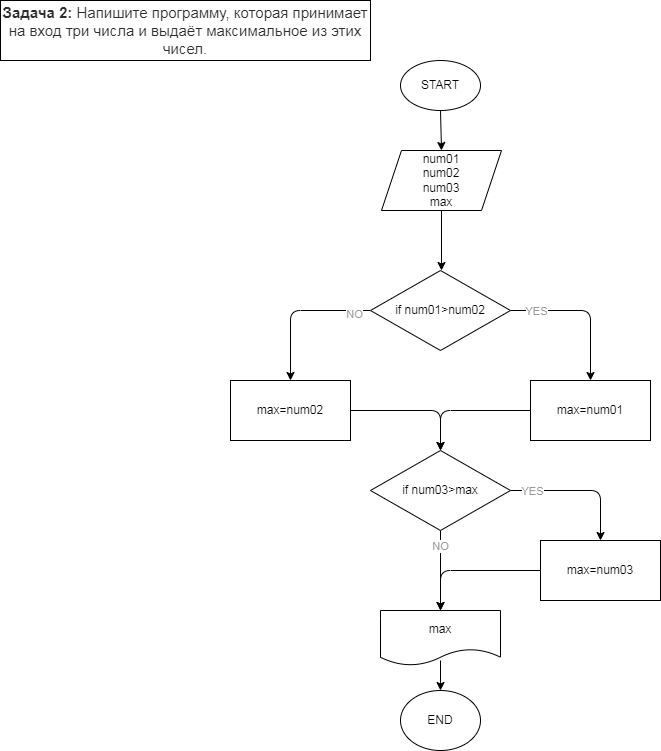 Задача 2: Напишите программу, которая принимает
на вход три числа и выдаёт максимальное из этих
чисел.
START
num01
num02
num03
max
if num01>num02
NO
YES
max=num02
max=num01
if num03>max
YES
NO
max=num03
max
END